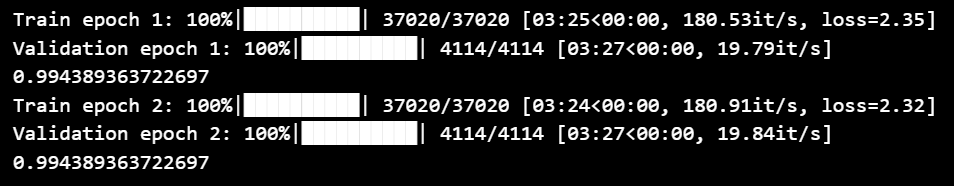 Train epoch 1: 100%|██████████| 37020/37020 [03:25<00:00, 180.53it/s, loss=2.35]
Validation epoch 1: 100%|██████████| 4114/4114 [03:27<00:00, 19.79it/s]
0.994389363722697
Train epoch 2: 100%|██████████| 37020/37020 [03:24<00:00, 180.91it/s, loss=2.32]
Validation epoch 2: 100%|██████████| 4114/4114 [03:27<00:00, 19.84it/s]
0.994389363722697